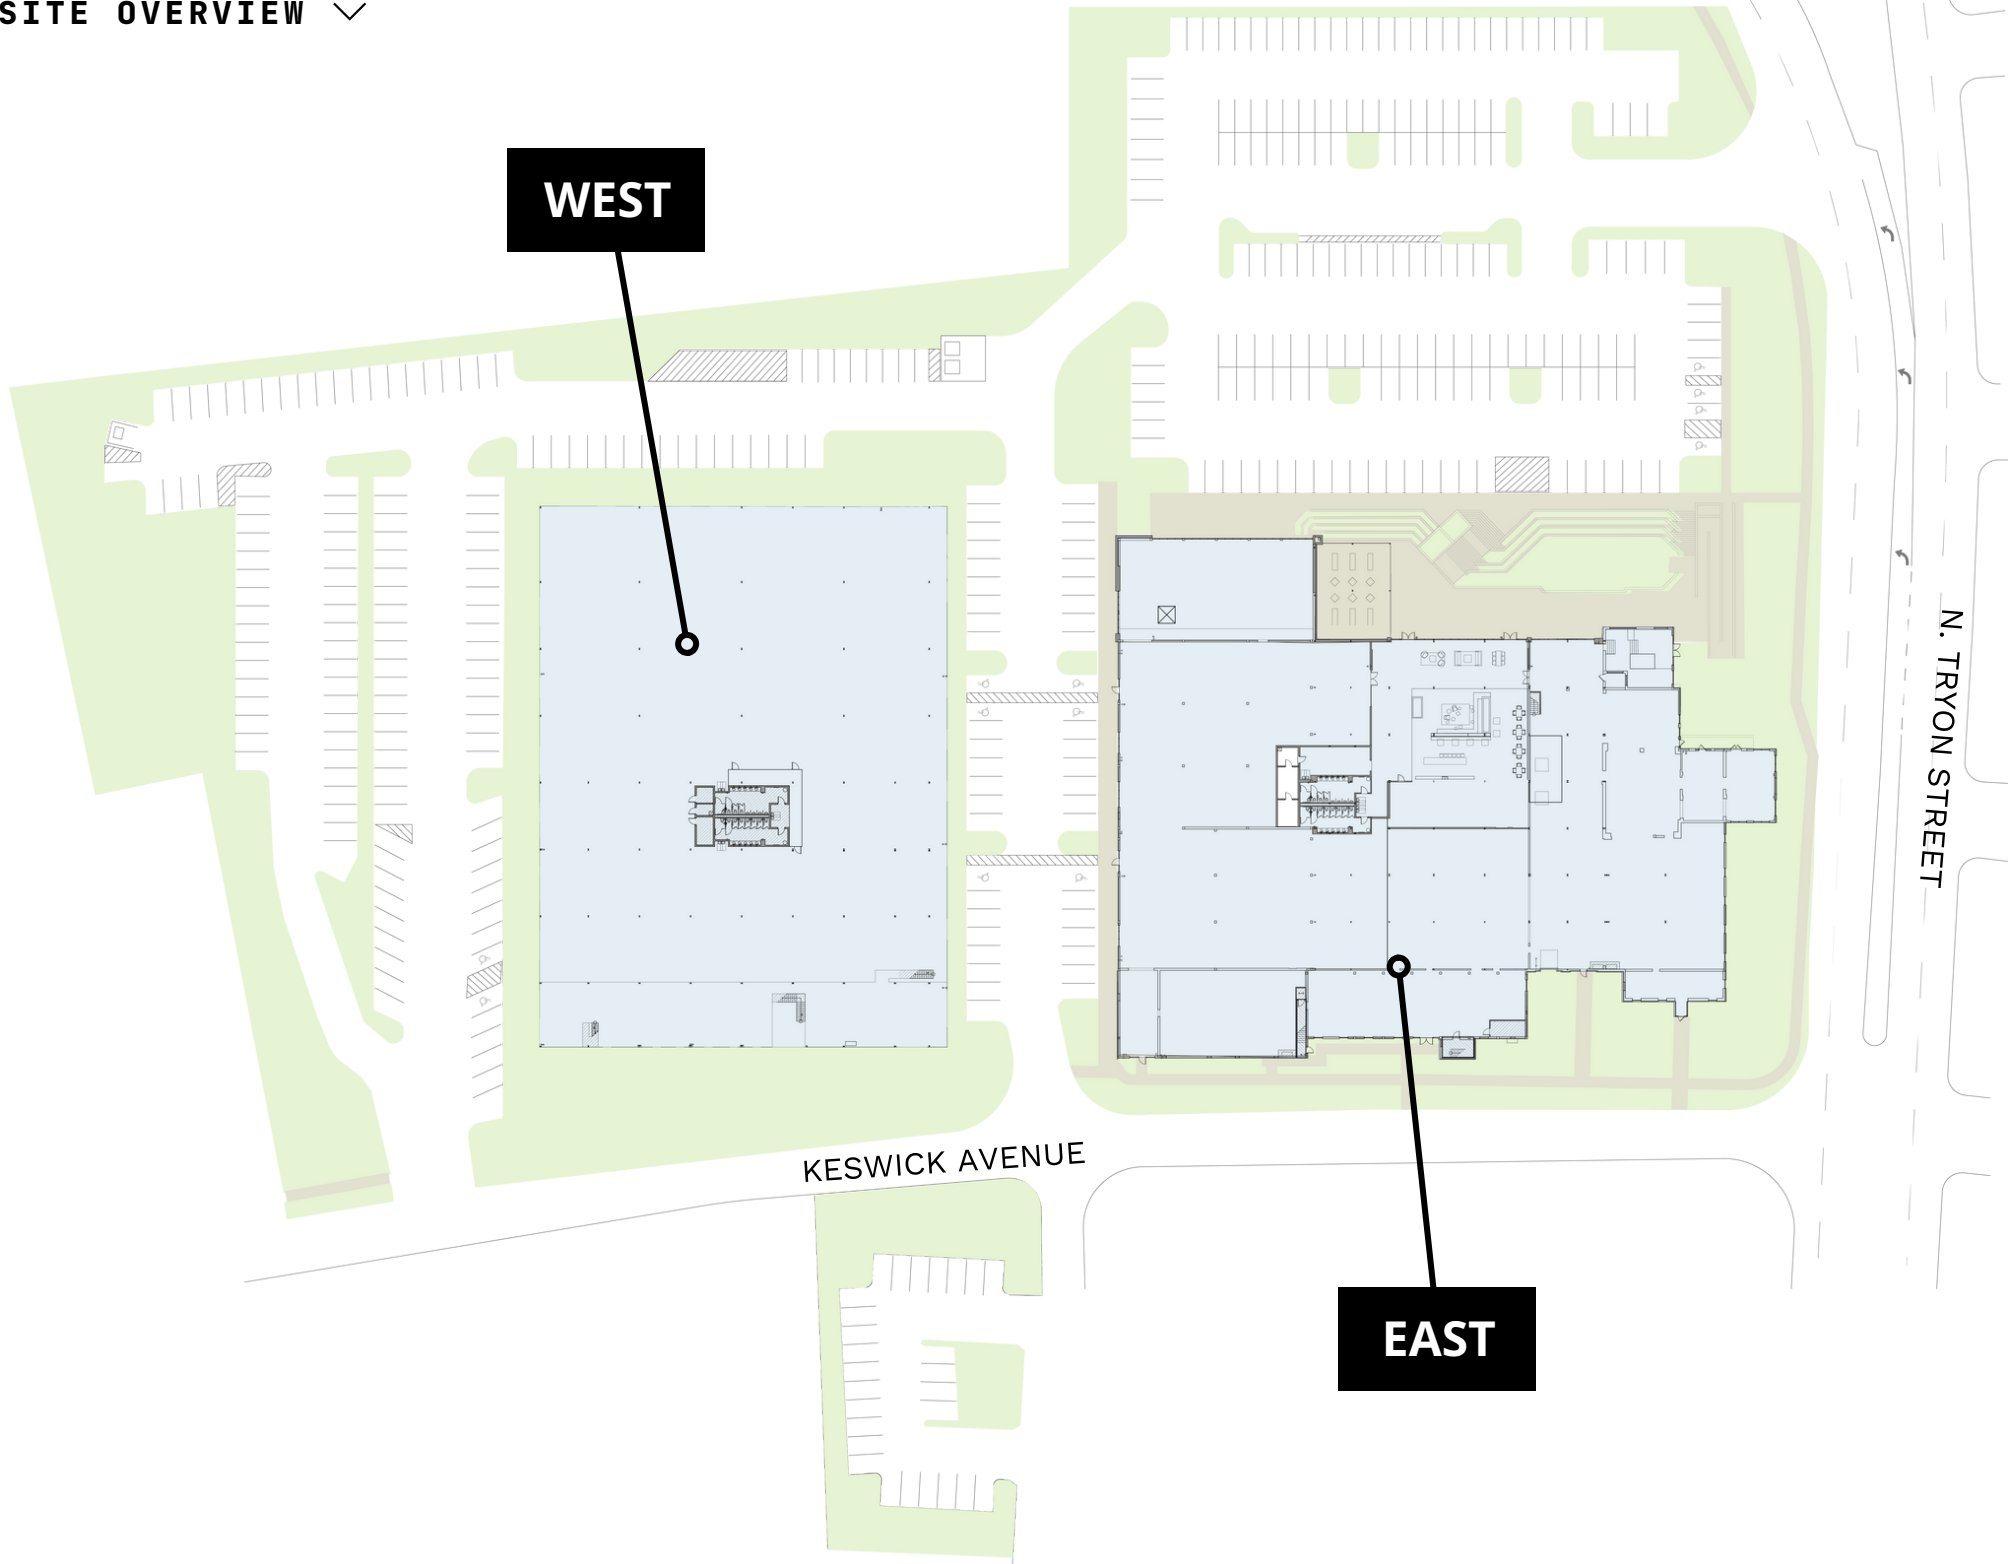 SITE OVERVIEW
WEST
N. TRYON STREET
KESWICK AVENUE
EAST